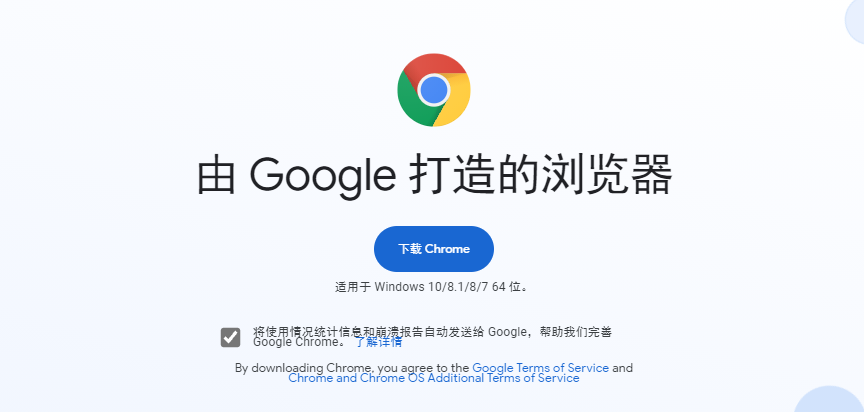 由 Google 打造的浏览器
下载 Chrome
适用于 Windows 10/8.1/8/7 64 位。
将使用情况统计信息和崩溃报告自动发送给 Google，帮助我们完善
Google Chrome。 了解详情
By downloading Chrome, you agree to the Google Terms of Service and
Chrome and Chrome OS Additional Terms of Service